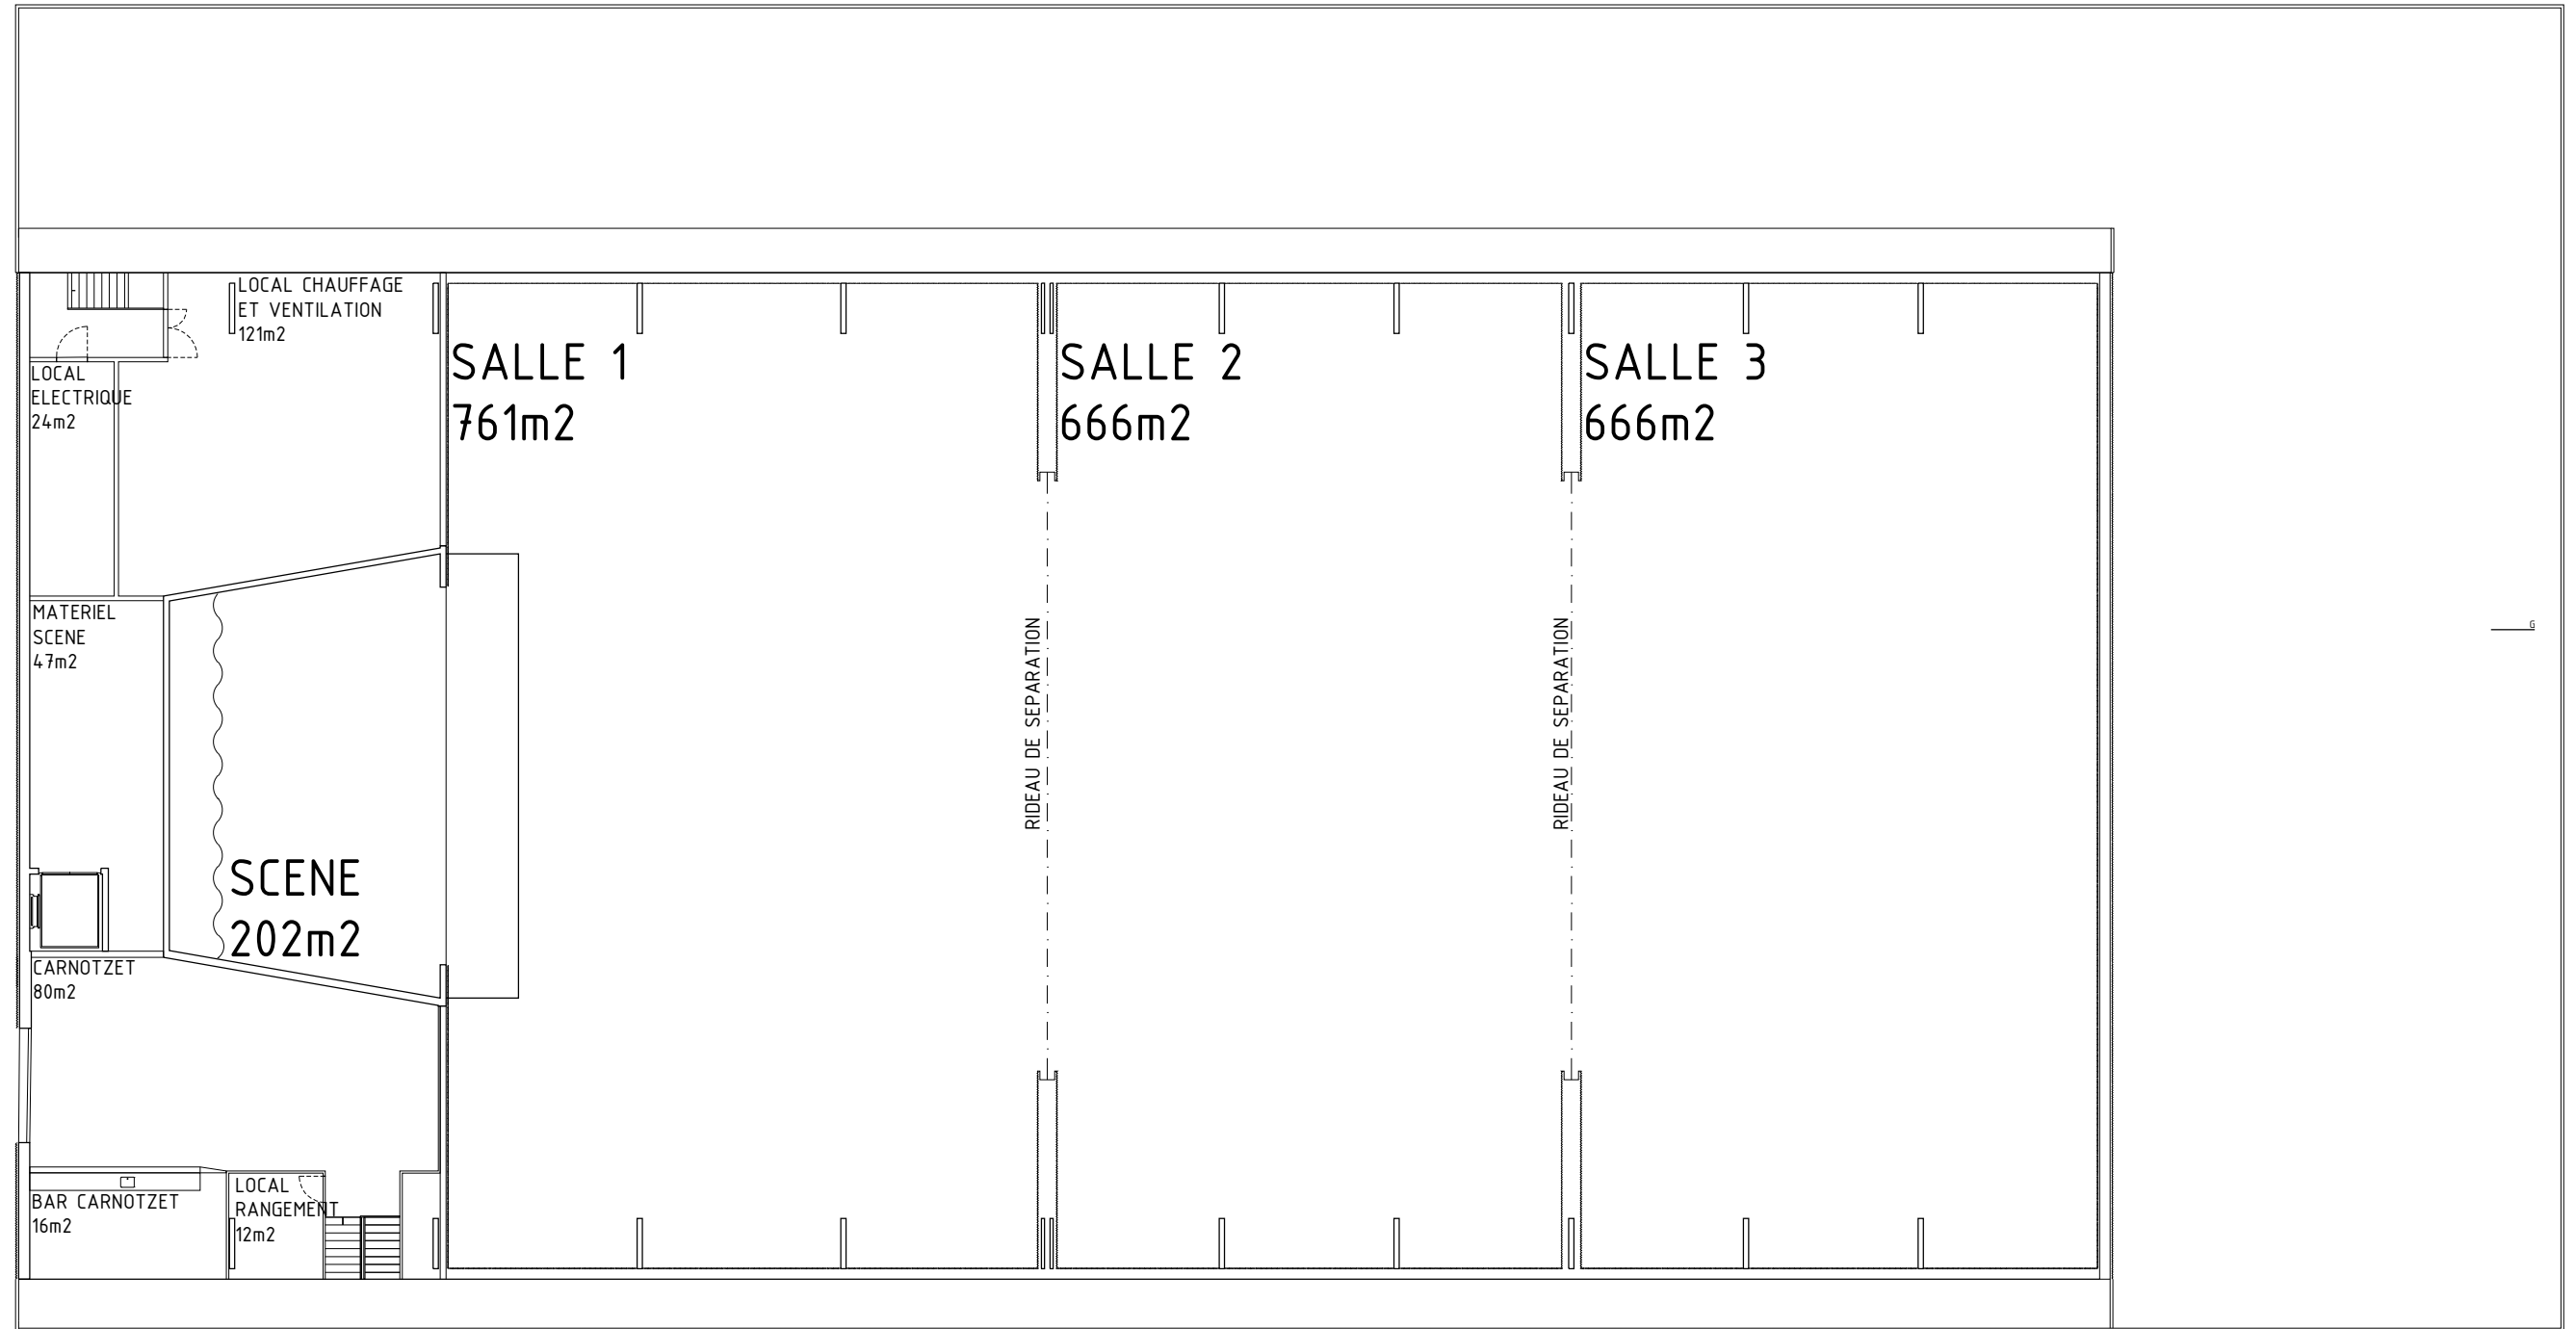 LOCAL CHAUFFAGE
ET VENTILATION
121m2
LOCAL
ELECTRIQUE
24m2
SALLE 1
761m2
SALLE 2
666m2
SALLE 3
666m2
MATERIEL
SCENE
47m2
RIDEAU DE SEPARATION
RIDEAU DE SEPARATION
G
SCENE
202m2
CARNOTZET
80m2
BAR CARNOTZET
16m2
LOCAL
RANGEMENT
12m2